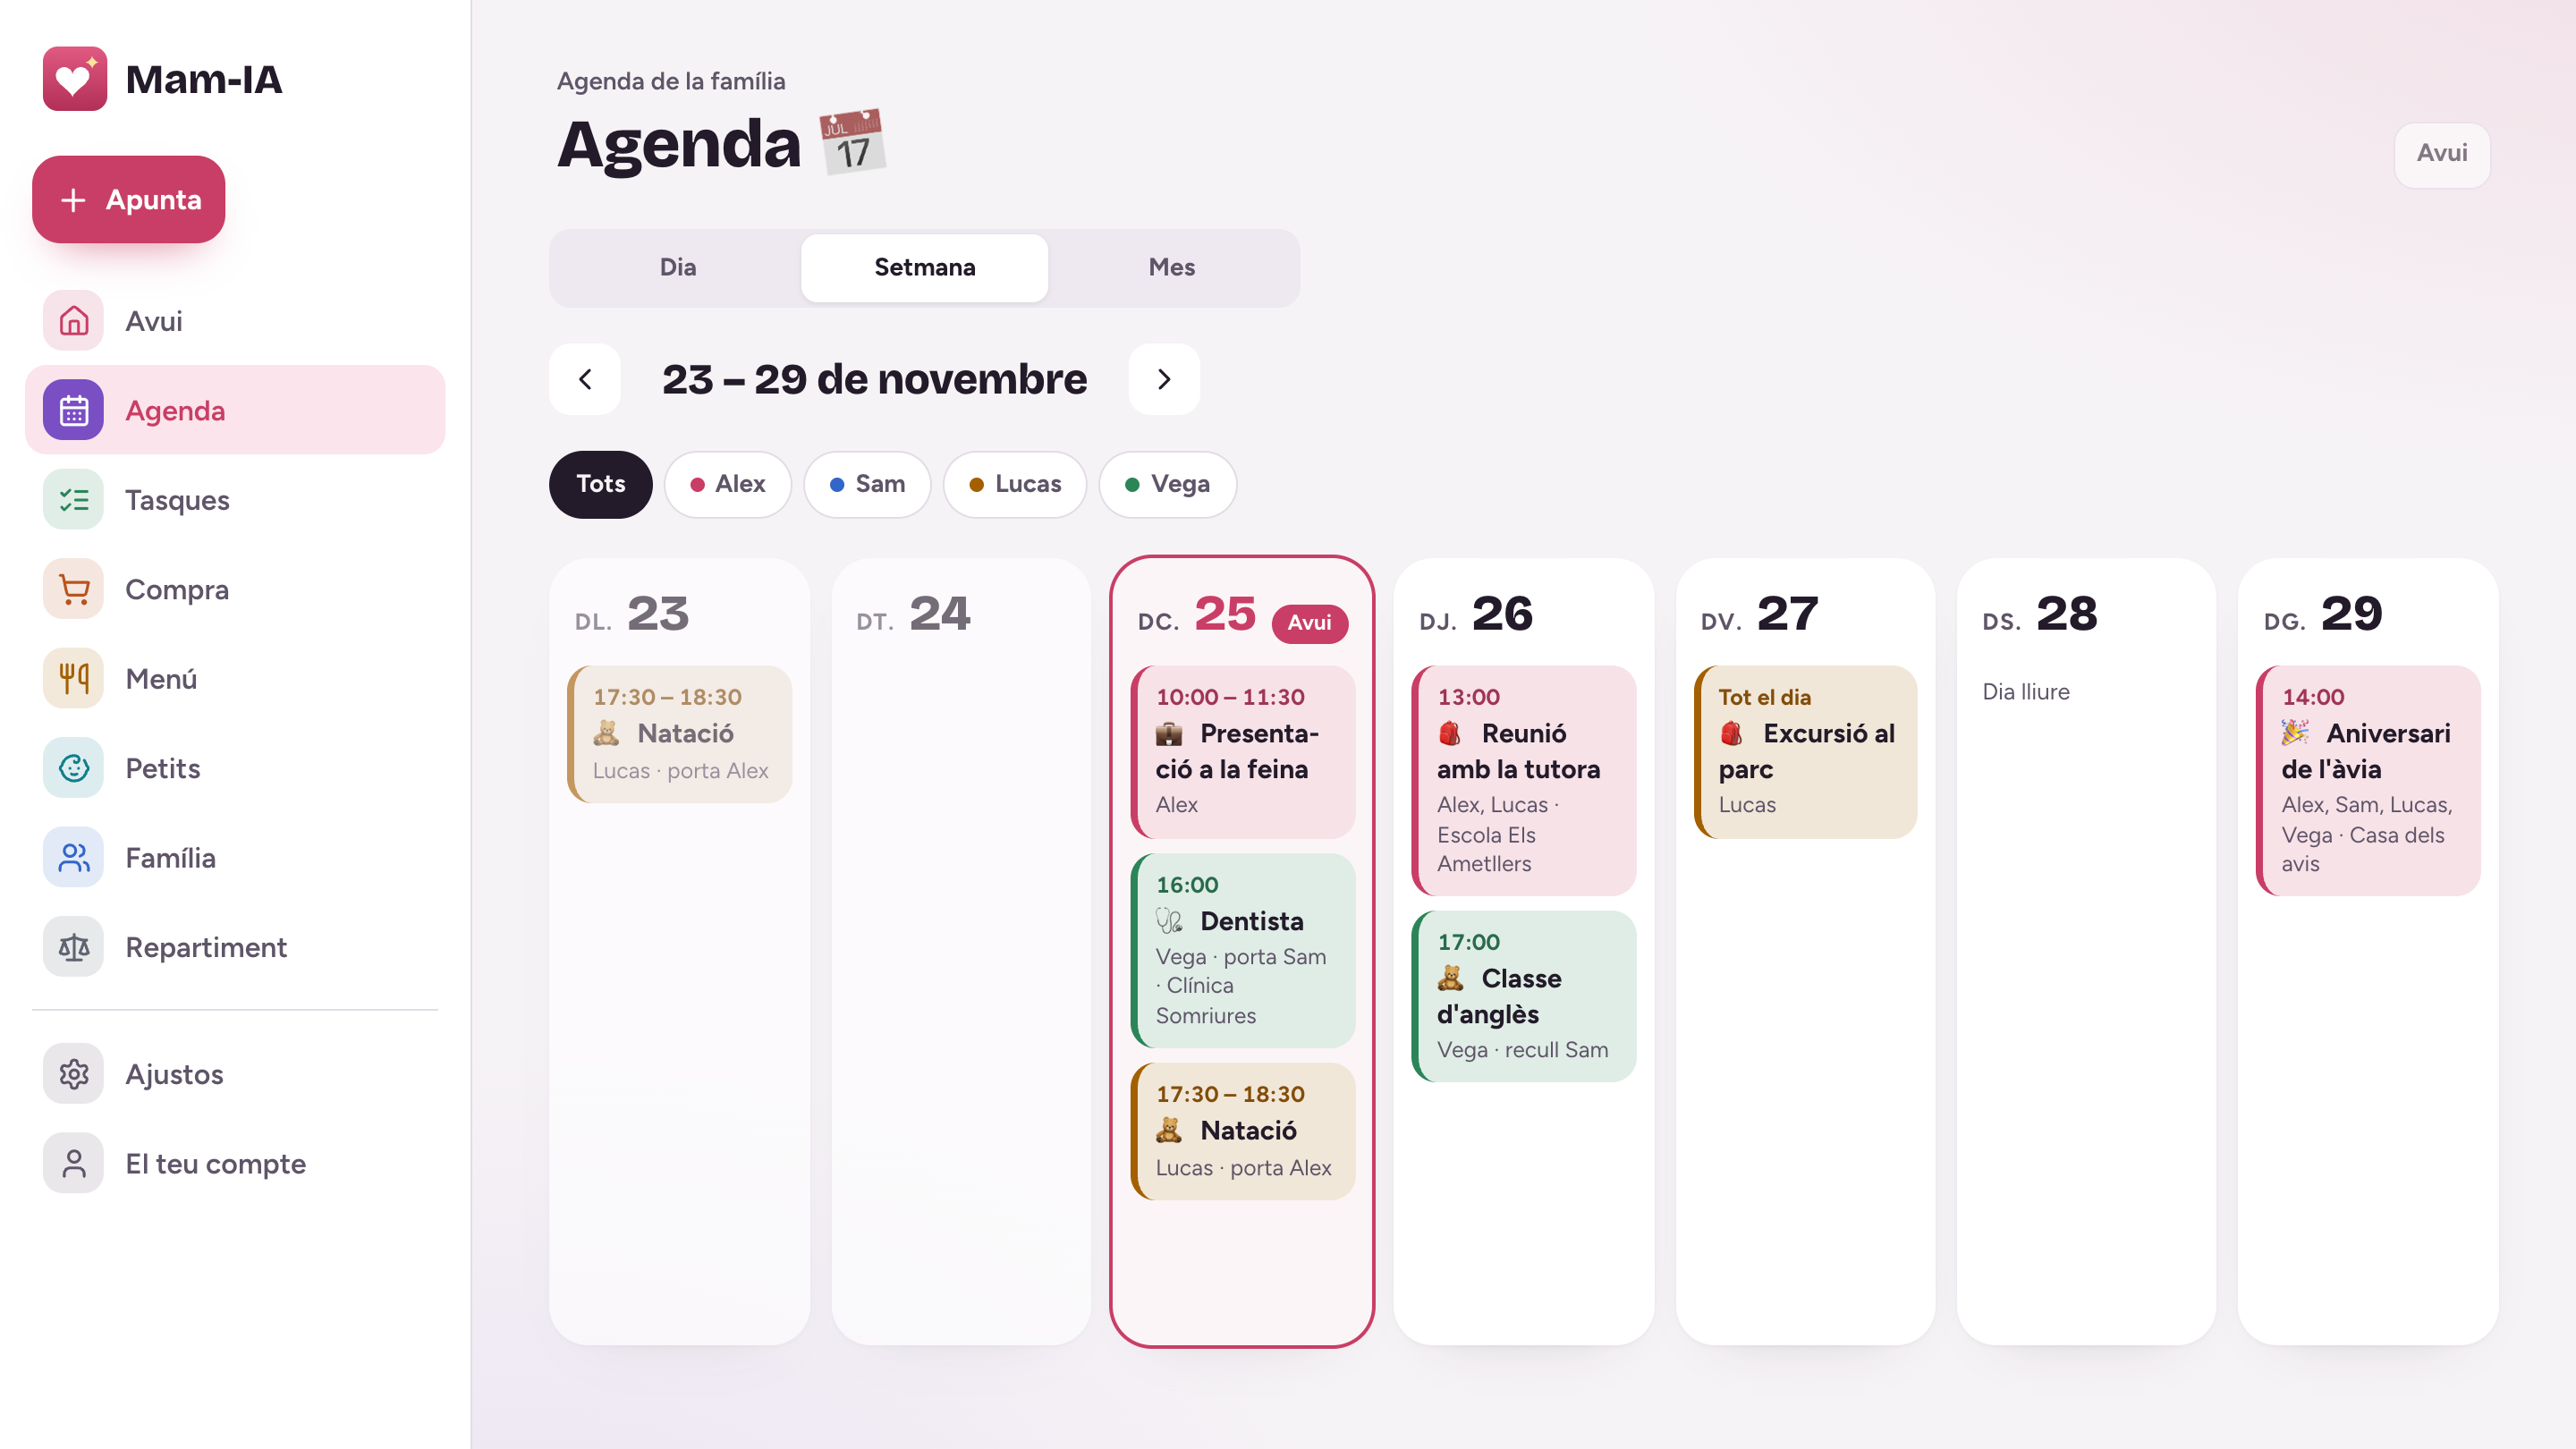 Mam-IA
Apunta
Avui
Agenda
Tasques
Compra
Menú
Petits
Família
Repartiment
Ajustos
El teu compte
Agenda de la família
Agenda
JUL
17
Avui
Dia
Setmana
Mes
23 – 29 de novembre
Tots
Alex
Sam
Lucas
Vega
DL. 23
17:30 – 18:30
Natació
Lucas · porta Alex
DT. 24
DC. 25 Avui
10:00 – 11:30
Presenta-
ció a la feina
Alex
16:00
Dentista
Vega · porta Sam
· Clínica
Somriures
17:30 – 18:30
Natació
Lucas · porta Alex
DJ. 26
13:00
Reunió
amb la tutora
Alex, Lucas ·
Escola Els
Ametllers
17:00
Classe
d'anglès
Vega · recull Sam
DV. 27
Tot el dia
Excursió al
parc
Lucas
DS. 28
Dia lliure
DG. 29
14:00
Aniversari
de l'àvia
Alex, Sam, Lucas,
Vega · Casa dels
avis